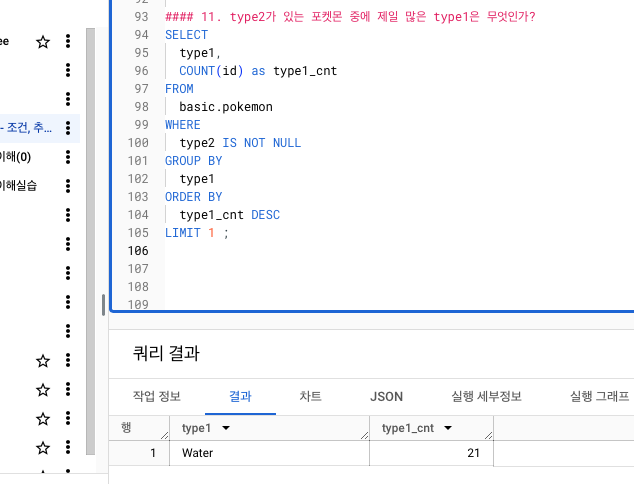 92
ee
93 #### 11. type2가 있는 포켓몬 중에 제일 많은 type1은 무엇인가?
94 SELECT
95 type1,
96 COUNT(id) as type1_cnt
97 FROM
98 basic.pokemon
- 조건, 추...
99 WHERE
100 type2 IS NOT NULL
이해(0)
101 GROUP BY
102 type1
이해실습
103 ORDER BY
104 type1_cnt DESC
105 LIMIT 1 ;
106
107
108
109
쿼리 결과
작업 정보 결과 차트 JSON 실행 세부정보 실행 그래프
행 type1 type1_cnt
1 Water 21